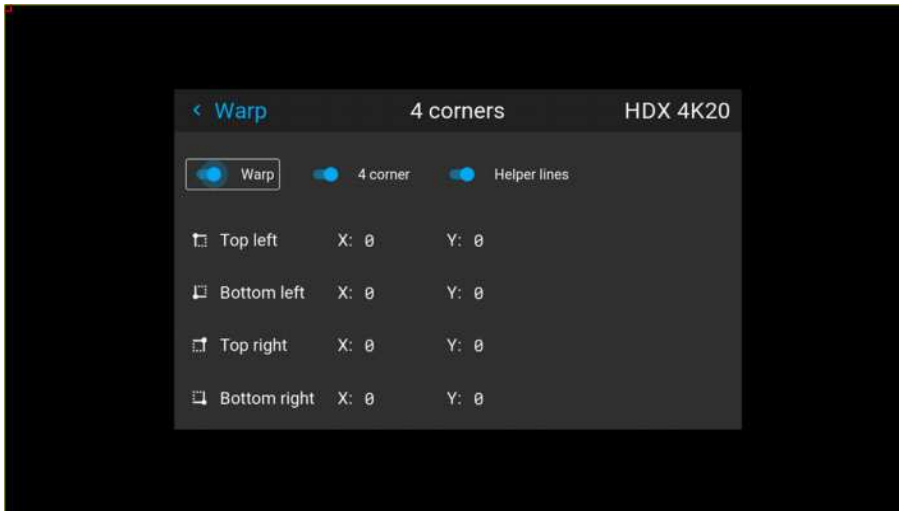 < Warp 4 corners HDX 4K20
Warp 4 corner Helper lines
Top left X: 0 Y: 0
Bottom left X: 0 Y: 0
Top right X: 0 Y: 0
Bottom right X: 0 Y: 0